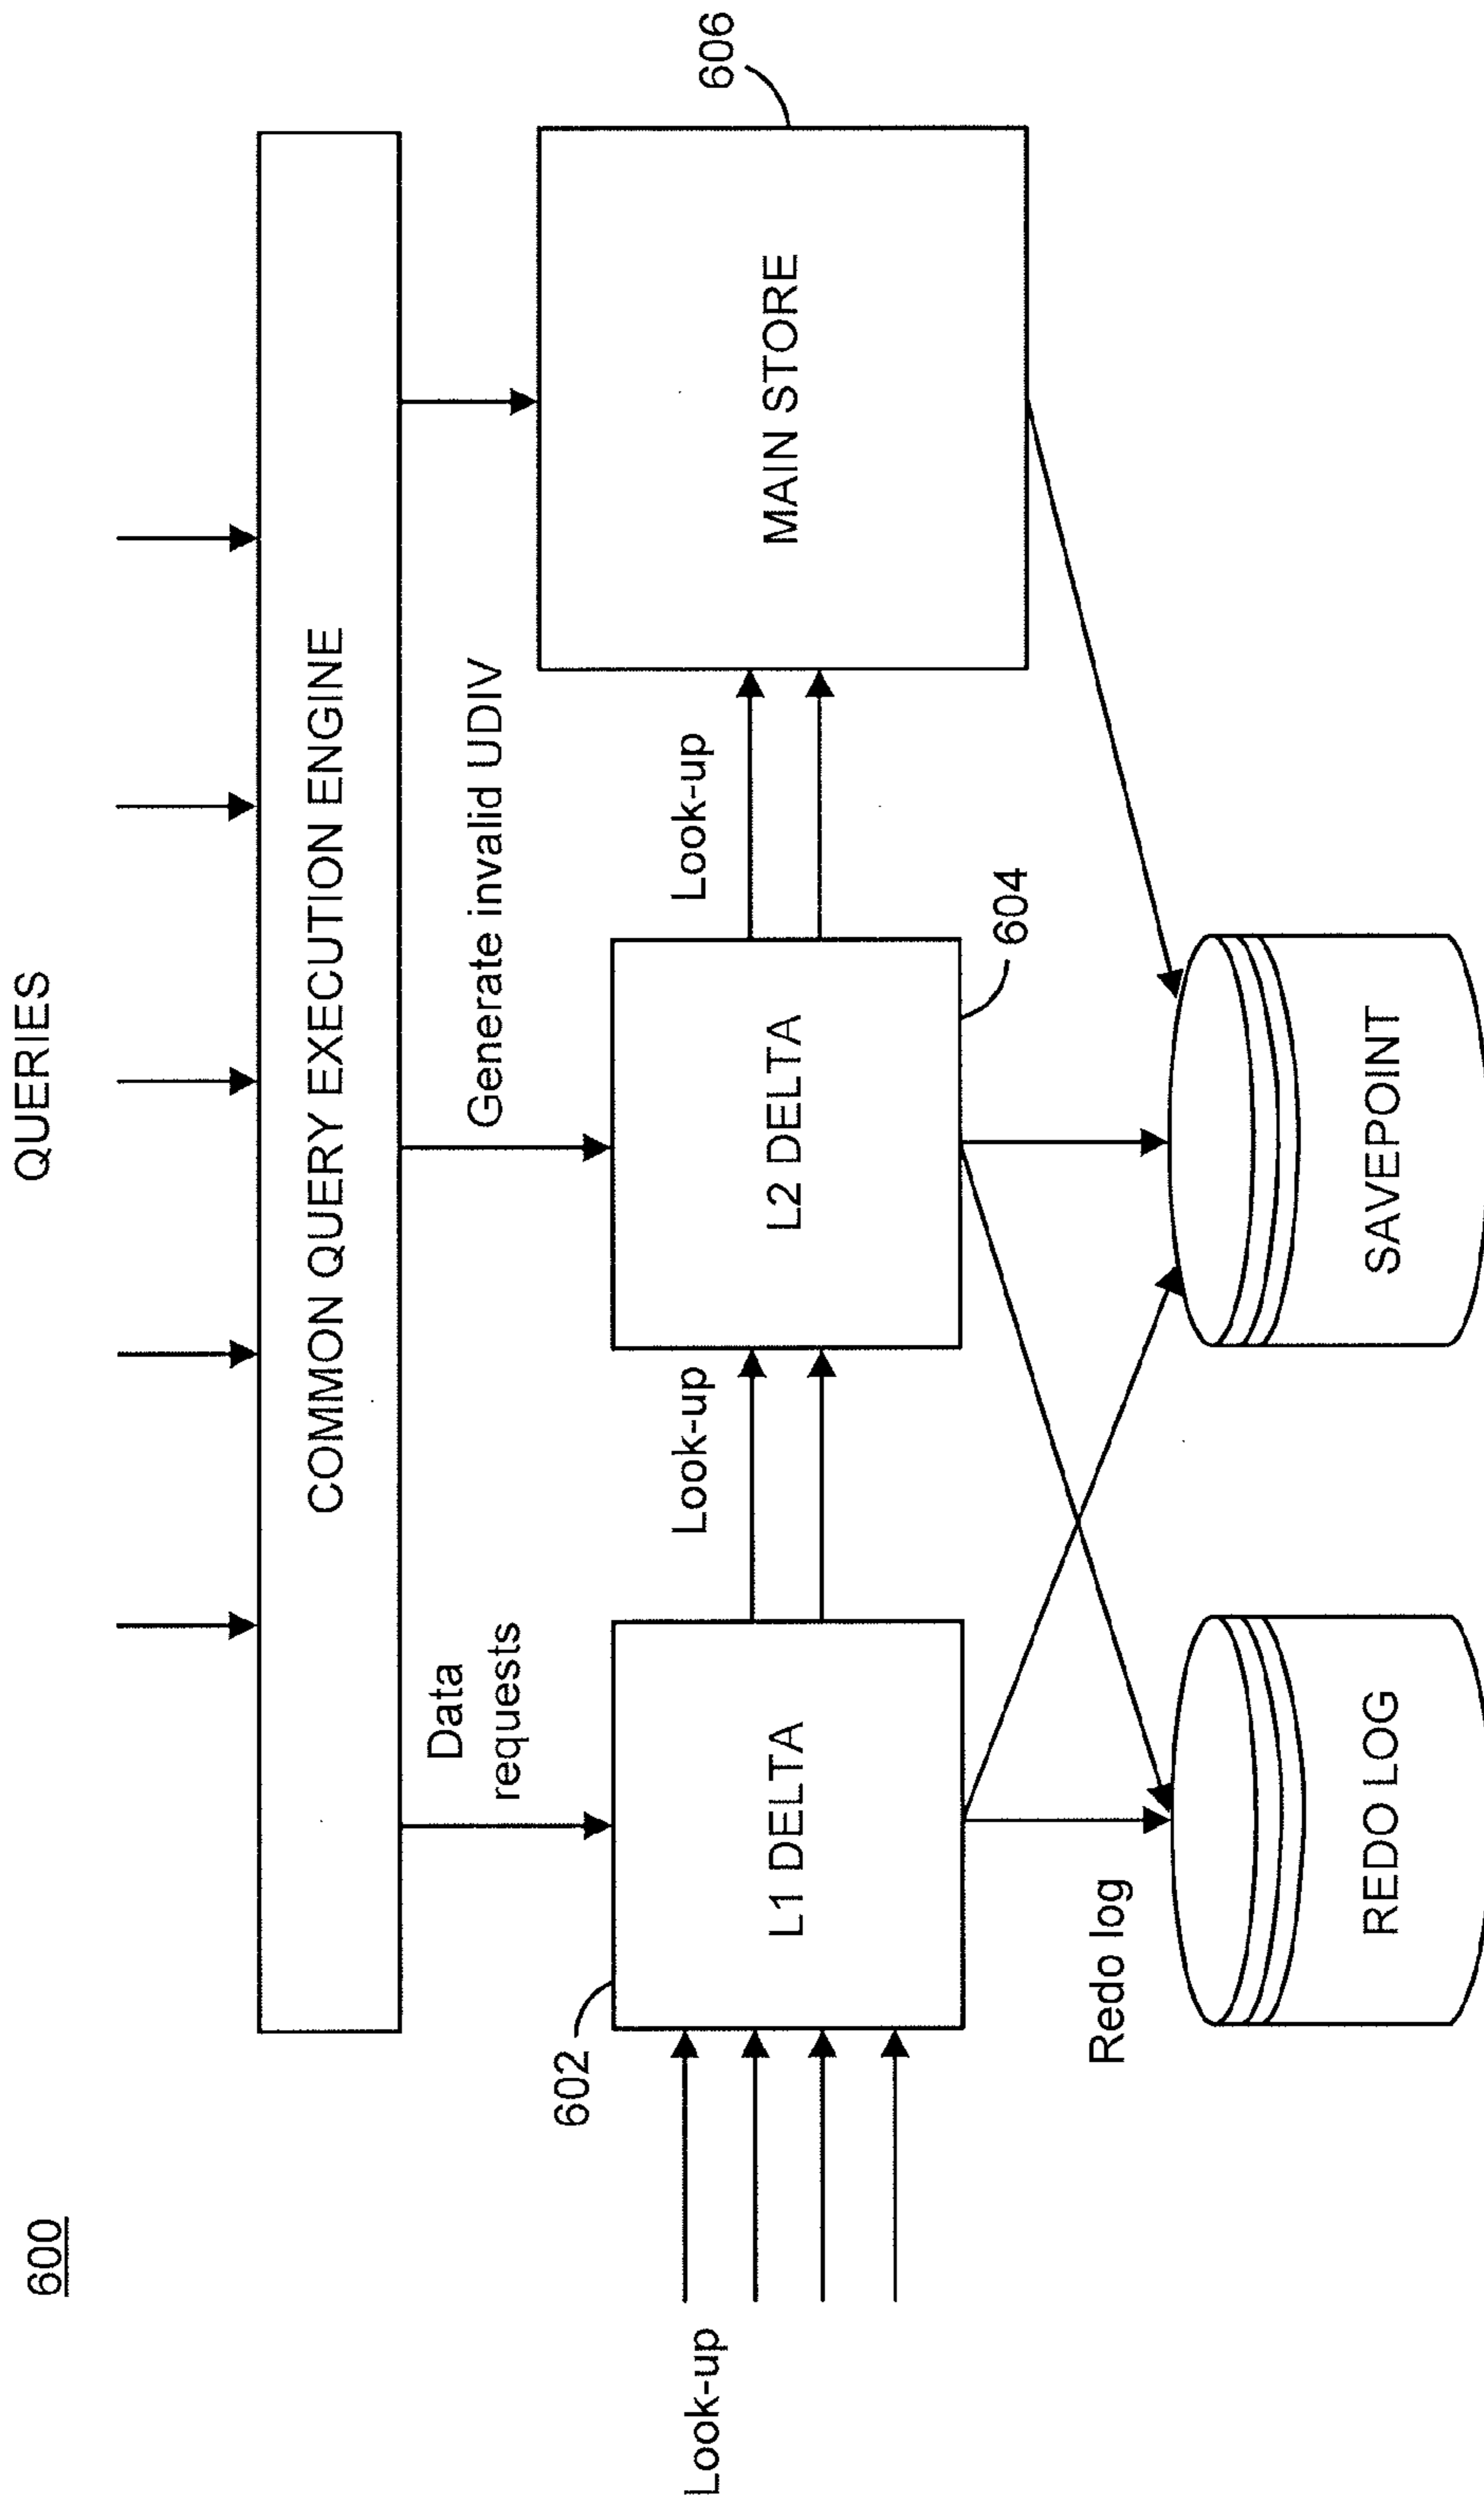 600
QUERIES
COMMON QUERY EXECUTION ENGINE
Data
requests
Generate invalid UDIV
602
606
Look-up
Look-up
Look-up
L1 DELTA
L2 DELTA
MAIN STORE
604
Redo log
REDO LOG
SAVEPOINT